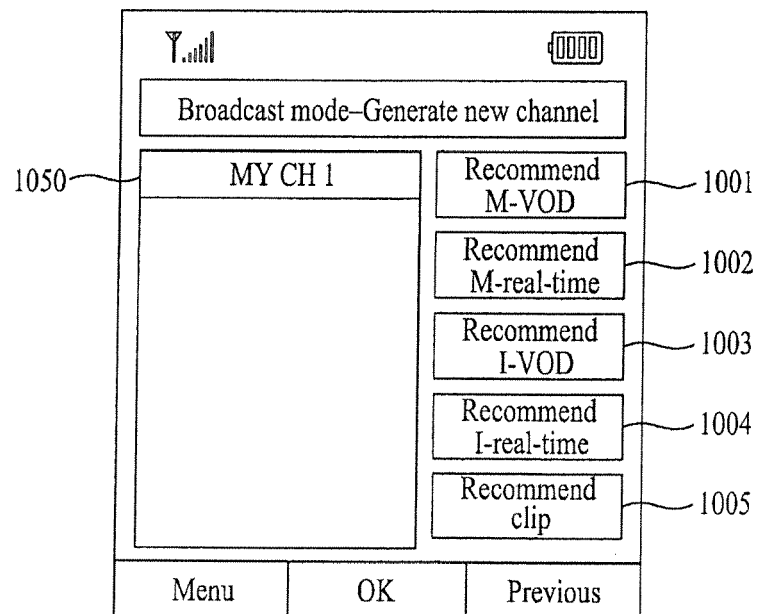 Broadcast mode–Generate new channel
1050
MY CH 1
Recommend
M-VOD
1001
Recommend
M-real-time
1002
Recommend
I-VOD
1003
Recommend
I-real-time
1004
Recommend
clip
1005
Menu
OK
Previous